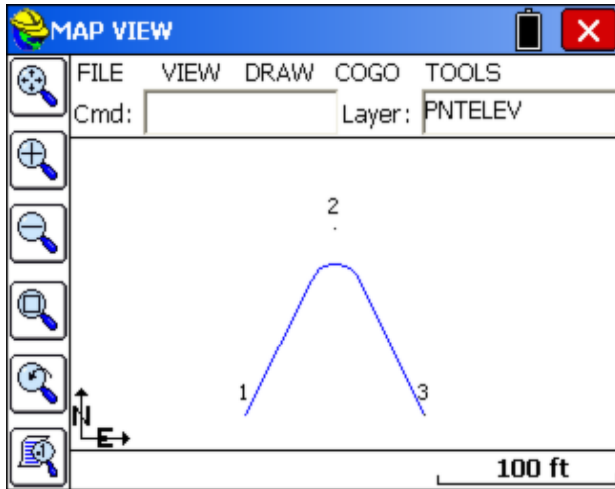 MAP VIEW
FILE VIEW DRAW COGO TOOLS
Cmd: Layer: PNTELEV
2
1 3
N
E
100 ft